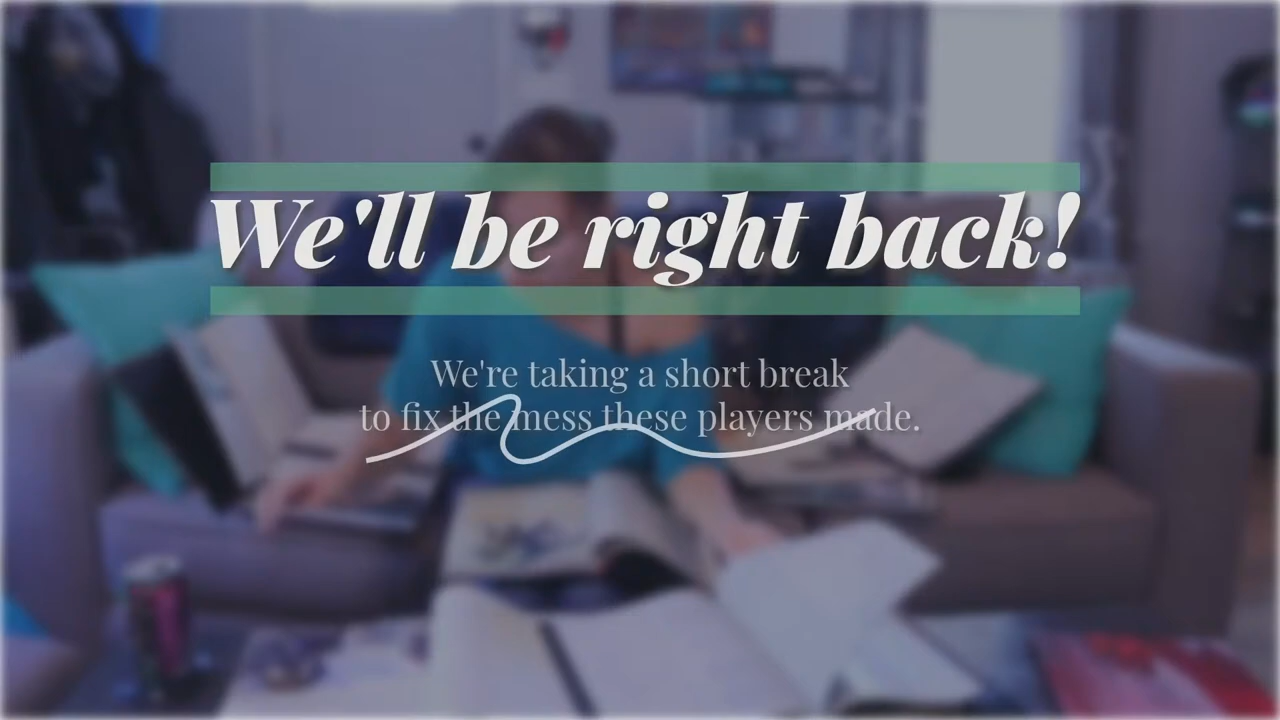 We'll be right back!
We're taking a short break
to fix the mess these players made.